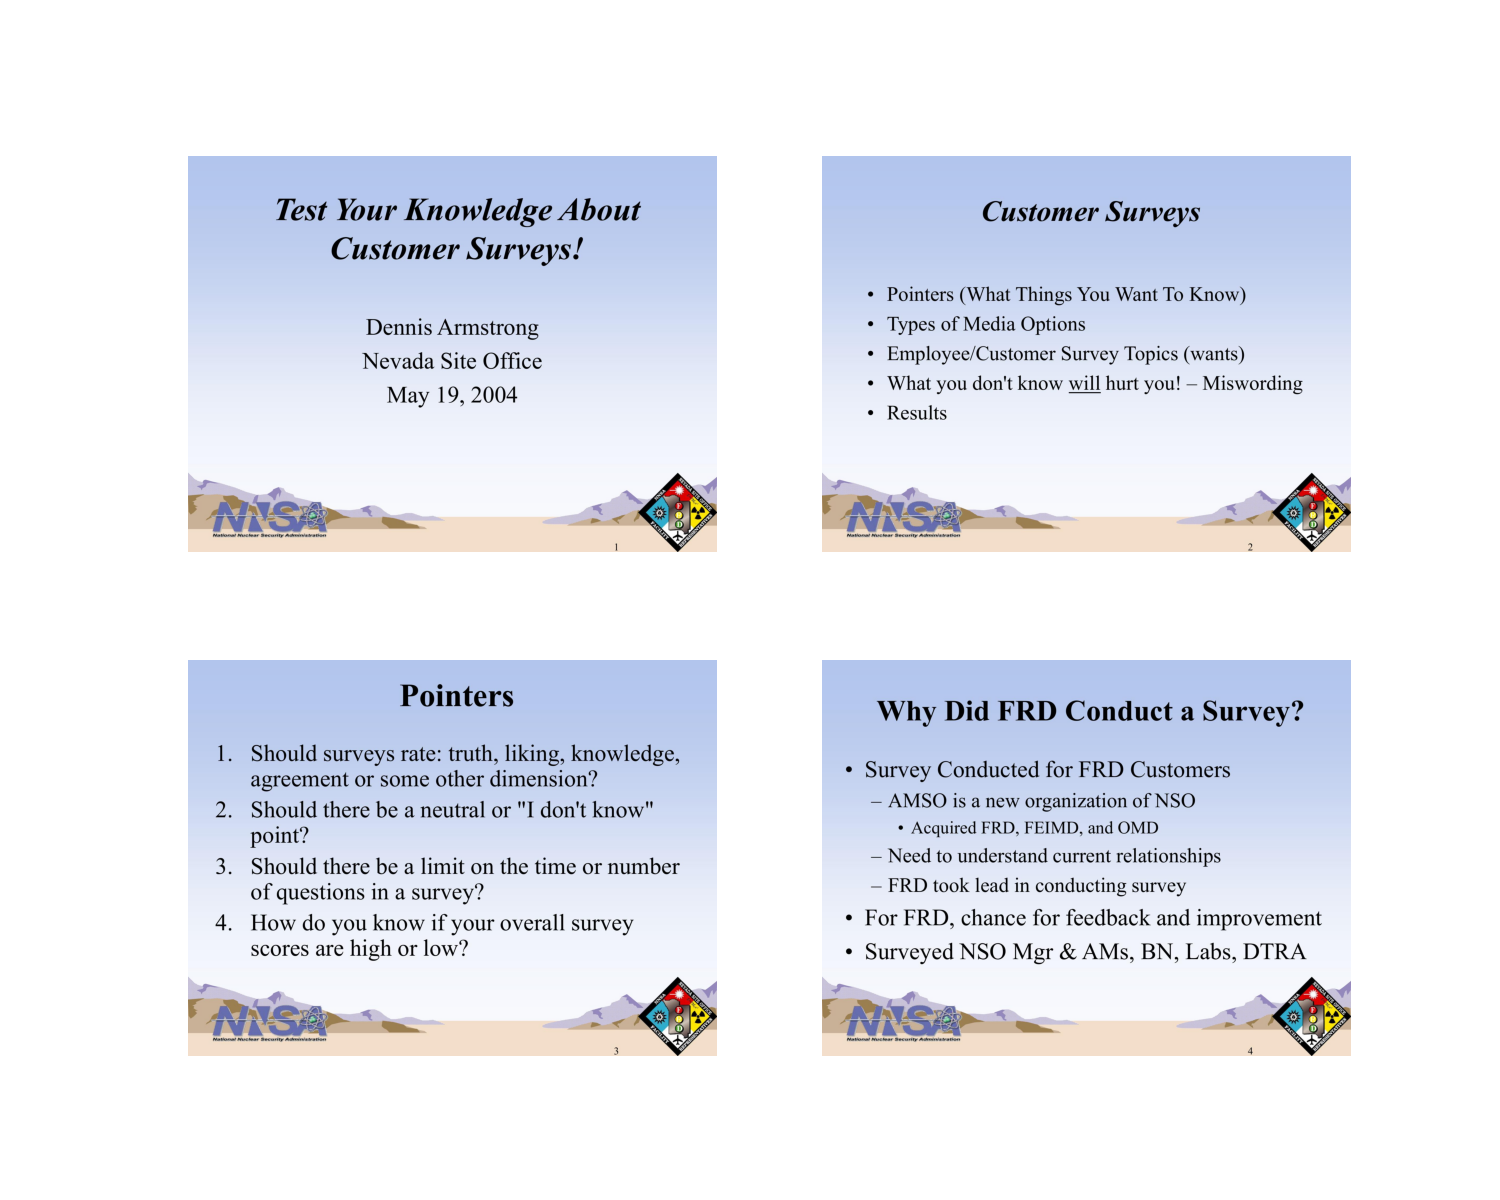 Test Your Knowledge About
Customer Surveys!
Dennis Armstrong
Nevada Site Office
May 19, 2004
NNSA
National Nuclear Security Administration
1
Customer Surveys
• Pointers (What Things You Want To Know)
• Types of Media Options
• Employee/Customer Survey Topics (wants)
• What you don't know will hurt you! – Miswording
• Results
NNSA
National Nuclear Security Administration
2
Pointers
1. Should surveys rate: truth, liking, knowledge,
agreement or some other dimension?
2. Should there be a neutral or "I don't know"
point?
3. Should there be a limit on the time or number
of questions in a survey?
4. How do you know if your overall survey
scores are high or low?
NNSA
National Nuclear Security Administration
3
Why Did FRD Conduct a Survey?
• Survey Conducted for FRD Customers
– AMSO is a new organization of NSO
• Acquired FRD, FEIMD, and OMD
– Need to understand current relationships
– FRD took lead in conducting survey
• For FRD, chance for feedback and improvement
• Surveyed NSO Mgr & AMs, BN, Labs, DTRA
NNSA
National Nuclear Security Administration
4